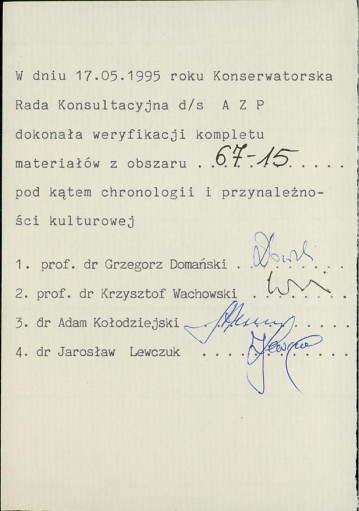 W dniu 17.05.1995 roku Konserwatorska
Rada Konsultacyjna d/s A Z P
dokonała weryfikacji kompletu
materiałów z obszaru . . 67-15 . . . . .
pod kątem chronologii i przynależno-
ści kulturowej
1. prof. dr Grzegorz Domański . .
2. prof. dr Krzysztof Wachowski .
3. dr Adam Kołodziejski
4. dr Jarosław Lewczuk . . . .